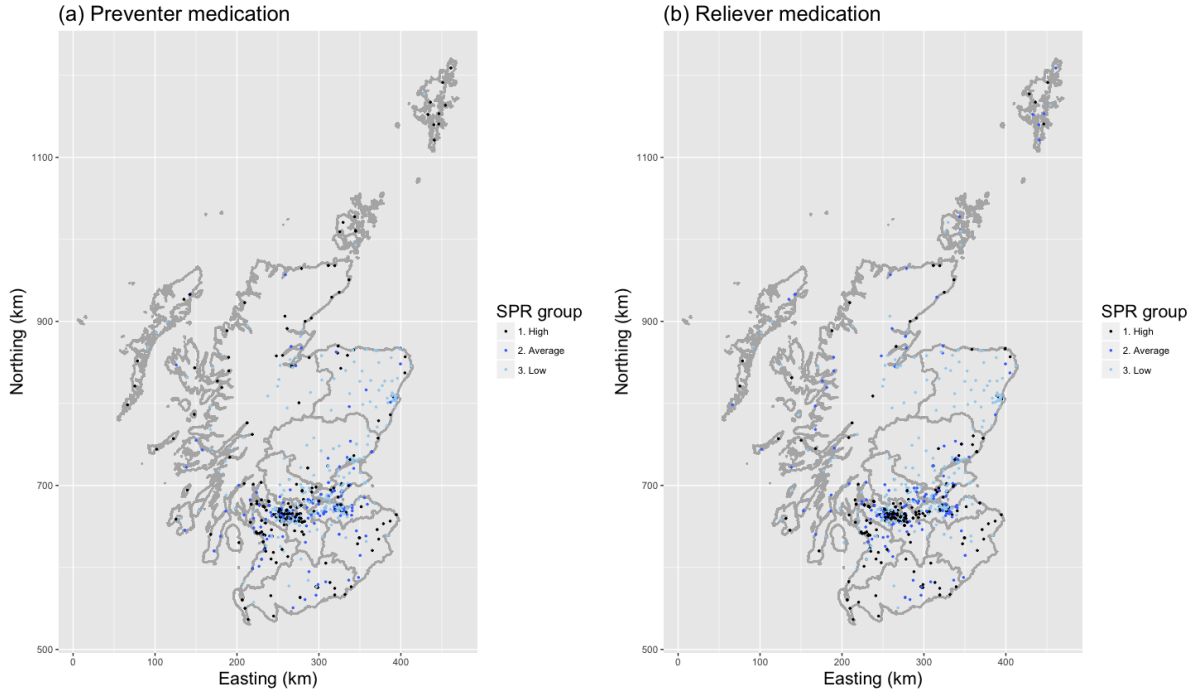 (a) Preventer medication
1100
900
700
500
Northing (km)
0 100 200 300 400
Easting (km)
SPR group
1. High
2. Average
3. Low
(b) Reliever medication
1100
900
700
500
Northing (km)
0 100 200 300 400
Easting (km)
SPR group
1. High
2. Average
3. Low